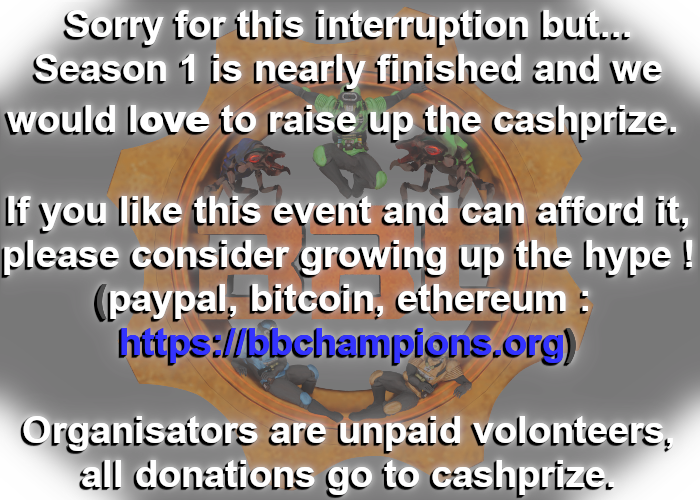 Sorry for this interruption but...
Season 1 is nearly finished and we
would love to raise up the cashprize.
If you like this event and can afford it,
please consider growing up the hype !
(paypal, bitcoin, ethereum :
https://bbchampions.org)
Organisators are unpaid volonteers,
all donations go to cashprize.